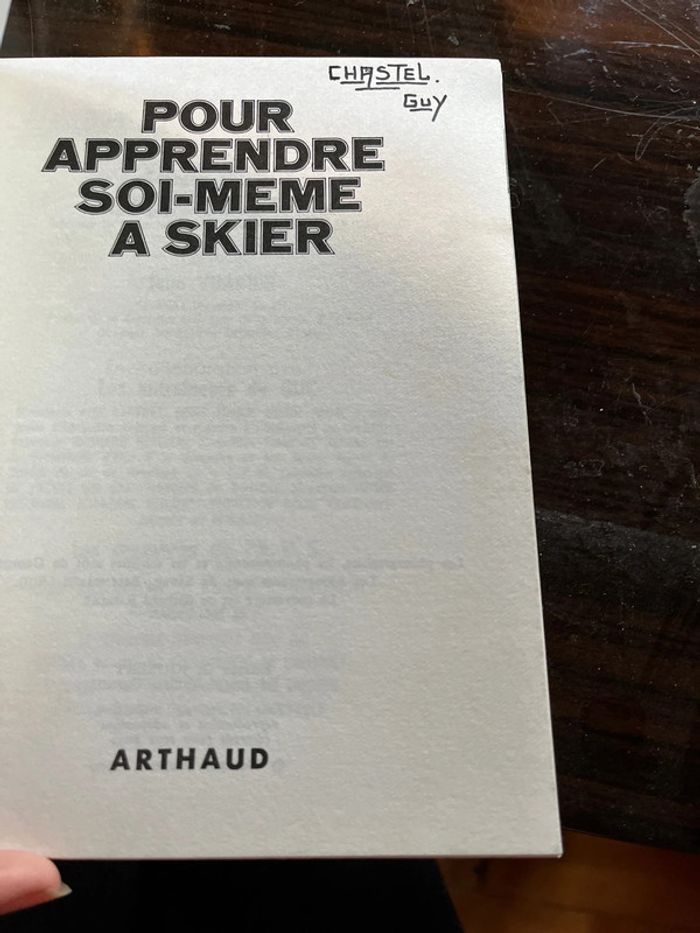 CHASTEL.
GUY
POUR
APPRENDRE
SOI-MEME
A SKIER
ARTHAUD